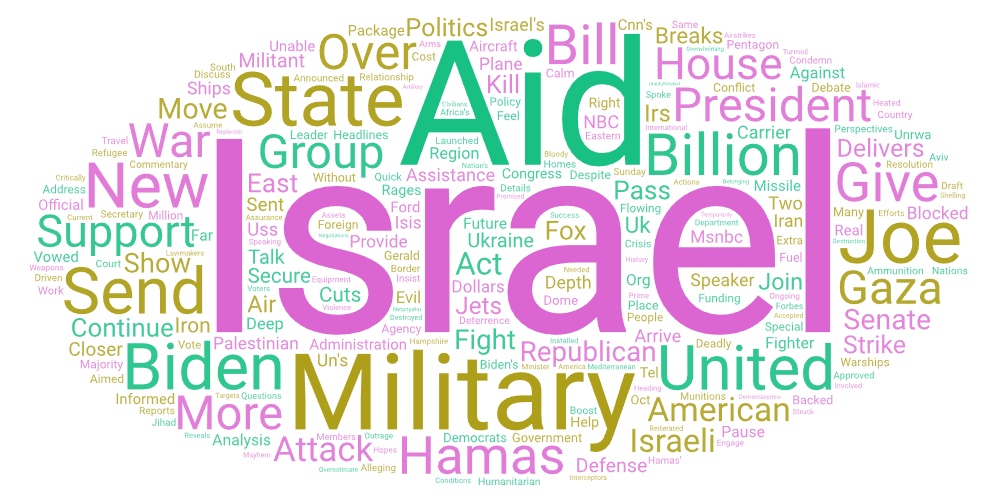 Package
Politics
Israel's
Cnn's
Same
Airstrikes
Unable
Over
Arms
Aircraft
Bill
Breaks
Overwhelming
Pentagon
Turmoil
Militant
Cost
Plane
Calm
House
Condemn
South
Discuss
Announced
Relationship
Aid
Kill
Spoke
Conflict
Against
Debate
Islamic
Ships
State
Artillery
Policy
Right
Irs
President
Heated
Move
Civilians
Africa's
Feel
NBC
Country
Assume
Eastern
International
War
Replenish
Leader
Headlines
Launched
Billion
Carrier
Perspectives
Unrwa
Travel
Group
Region
Bloody
Delivers
Refugee
Nation's
Homes
Aviv
Commentary
Without
Quick
Assistance
Congress
Despite
Sunday
Resolution
Critically
New
East
Rages
Details
Promised
Pass
Actions
Belonging
Missile
Give
Draft
Shelling
Address
Sent
Assets
Ford
Flowing
Two
Many
Efforts
Blocked
Official
Assurance
Foreign
Isis
Future
Success
Uk
Temporarily
Department
Iran
Real
Joe
Current
Secretary
Million
Uss
Negotiations
Fox
Msnbc
Extra
Destruction
Support
Far
Speaking
Provide
Ukraine
Crisis
Fuel
Lawmakers
Israel
Vowed
Court
Show
Talk
Gerald
Act
History
Ammunition
Nations
Weapons
Driven
Secure
Border
Needed
Org
Speaker
Join
Gaza
Work
Send
Voters
Equipment
Insist
Dollars
Depth
Prime
Funding
Ongoing
Air
Cuts
Evil
Jets
Dome
Place
Forbes
Violence
Netanyahu
Destroyed
Deterrence
People
Accepted
Continue
Iron
Deep
Agency
Special
Senate
Closer
Vote
Palestinian
Administration
Hampshire
Fight
Installed
Arrive
Deadly
Fighter
Strike
Majority
Biden
Un's
Republican
Warships
Aimed
Military
Biden's
Minister
America
Mediterranean
Tel
United
Approved
Involved
Informed
Targets
Questions
Heading
Munitions
Backed
Reports
More
Boost
Oct
American
Struck
Jihad
Help
Reiterated
Pause
Reveals
Analysis
Members
Outrage
Democrats
Government
Israeli
Engage
Mayhem
Attack
Hopes
Hamas
Defense
Hamas'
Overestimate
Alleging
Conditions
Humanitarian
Interceptors